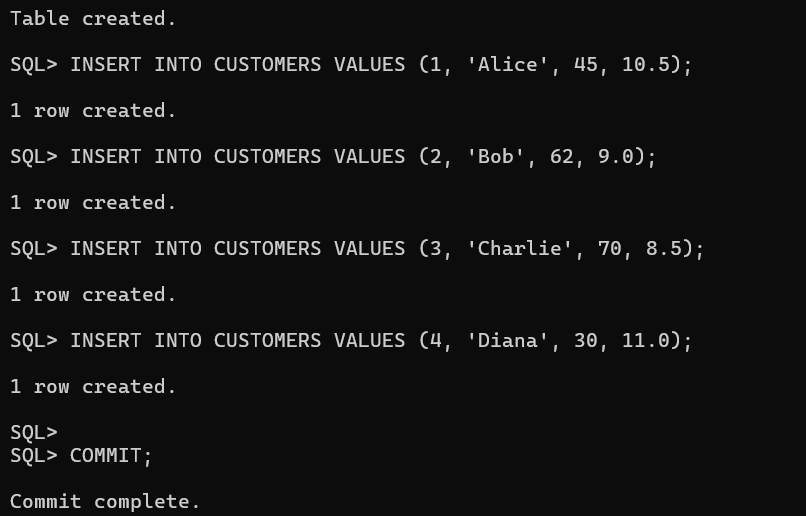 Table created.
SQL> INSERT INTO CUSTOMERS VALUES (1, 'Alice', 45, 10.5);
1 row created.
SQL> INSERT INTO CUSTOMERS VALUES (2, 'Bob', 62, 9.0);
1 row created.
SQL> INSERT INTO CUSTOMERS VALUES (3, 'Charlie', 70, 8.5);
1 row created.
SQL> INSERT INTO CUSTOMERS VALUES (4, 'Diana', 30, 11.0);
1 row created.
SQL>
SQL> COMMIT;
Commit complete.